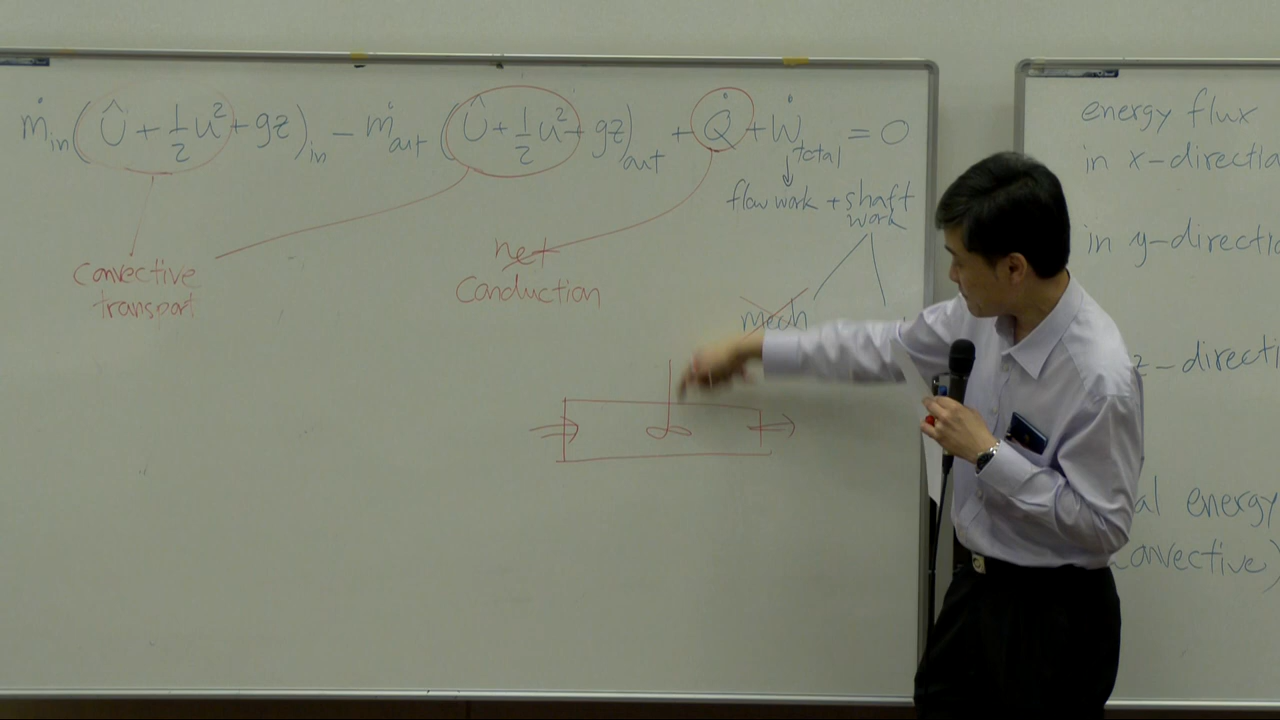 ṁin(Û+½u²+gz)in − ṁout(Û+½u²+gz)out + Q̇ + Ẇtotal = 0
flow work + shaft
work
convective
transport
net
conduction
mech
energy flux
in x-directio
in y-directio
z-directi
al energy
convective)